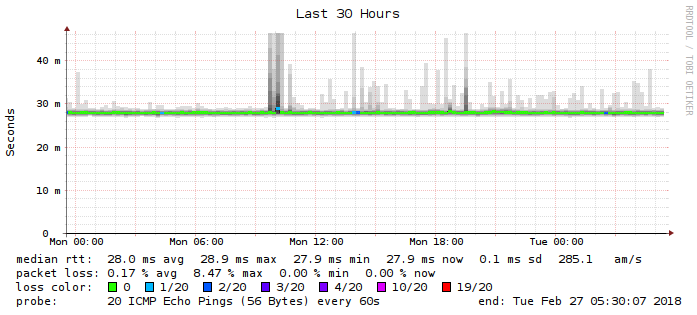 Last 30 Hours
RRDTOOL / TOBI OETIKER
Seconds
40 m
30 m
20 m
10 m
0
Mon 00:00 Mon 06:00 Mon 12:00 Mon 18:00 Tue 00:00
median rtt: 28.0 ms avg 28.9 ms max 27.9 ms min 27.9 ms now 0.1 ms sd 285.1 am/s
packet loss: 0.17 % avg 8.47 % max 0.00 % min 0.00 % now
loss color: 0 1/20 2/20 3/20 4/20 10/20 19/20
probe: 20 ICMP Echo Pings (56 Bytes) every 60s end: Tue Feb 27 05:30:07 2018